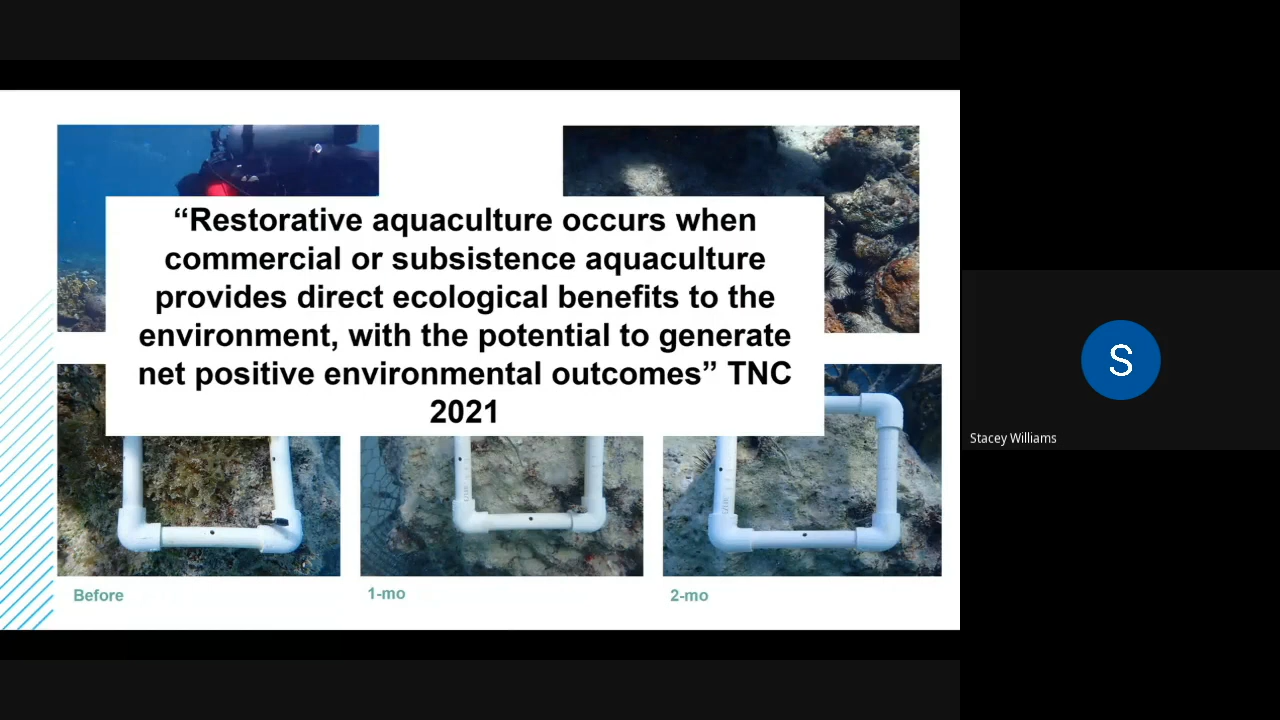 “Restorative aquaculture occurs when
commercial or subsistence aquaculture
provides direct ecological benefits to the
environment, with the potential to generate
net positive environmental outcomes” TNC
2021
Before
1-mo
2-mo
S
Stacey Williams